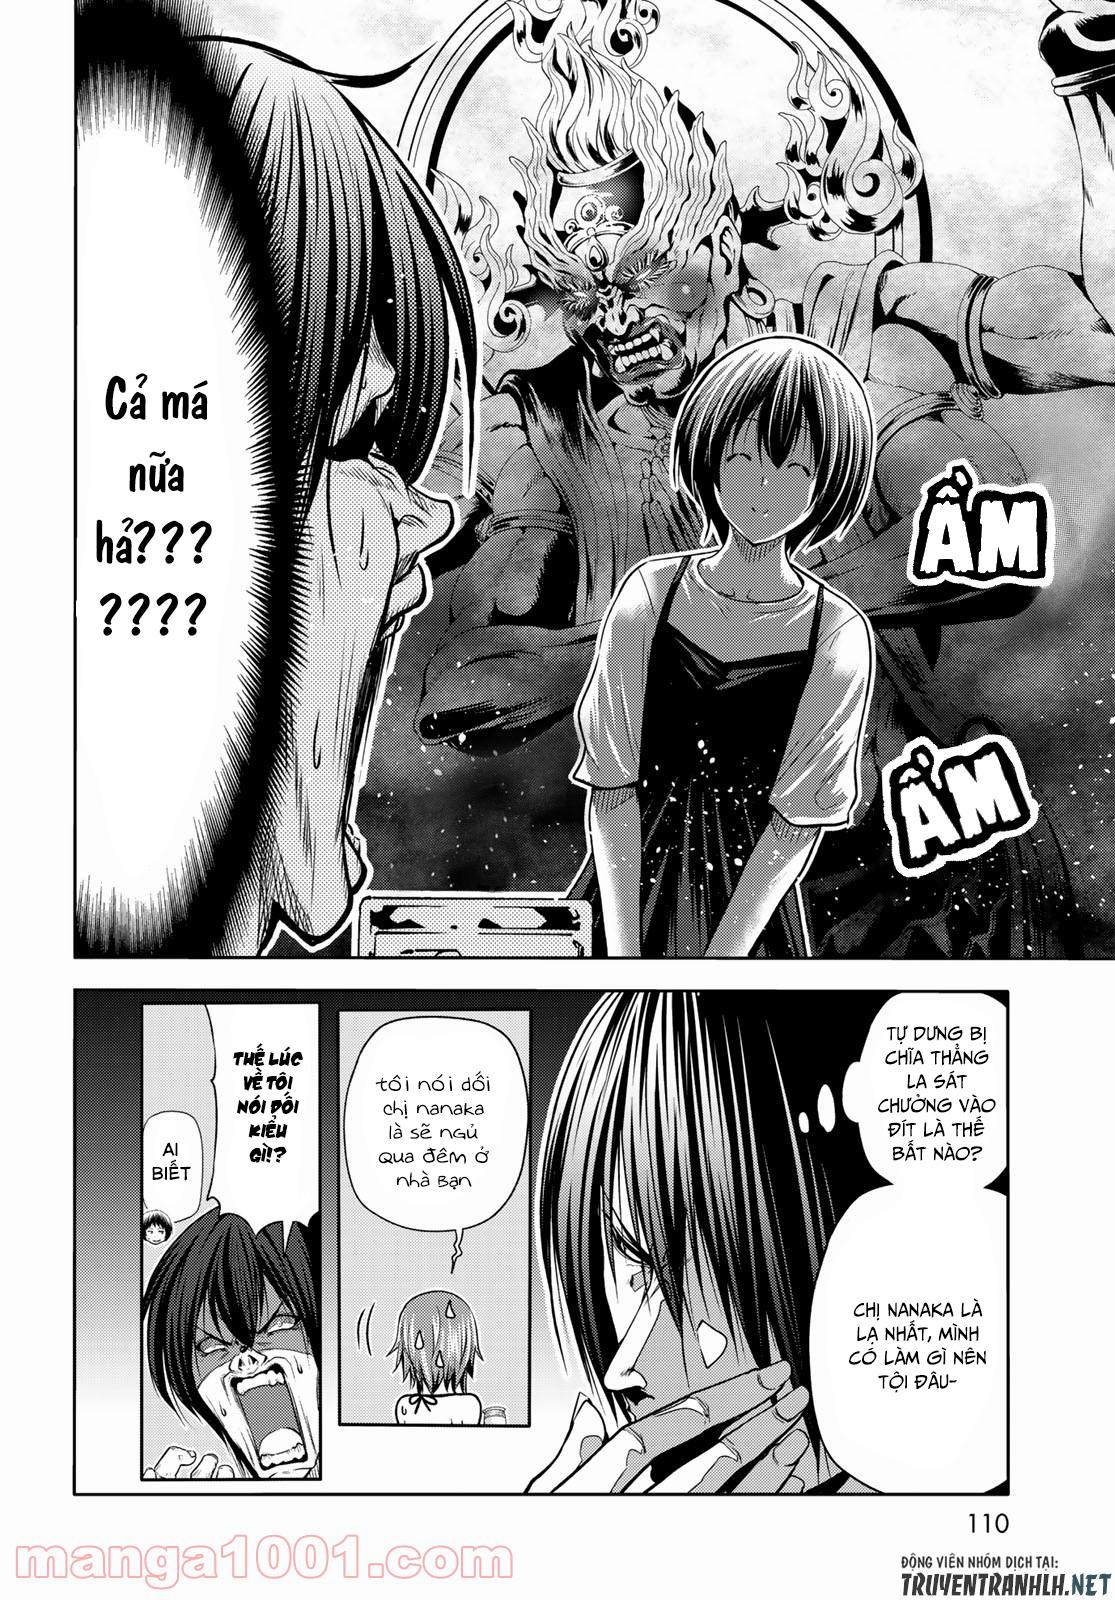 ẦM
ẦM
Cả má
nữa
hả???
????
TỰ DƯNG BỊ
CHĨA THẲNG
LA SÁT
CHƯỞNG VÀO
ĐÍT LÀ THẾ
BẤT NÀO?
CHỊ NANAKA LÀ
LẠ NHẤT, MÌNH
CÓ LÀM GÌ NÊN
TỘI ĐÂU-
tôi nói dối
chị nanaka
là sẽ ngủ
qua đêm ở
nhà bạn
THẾ LÚC
VỀ TÔI
NÓI DỐI
KIỂU
GÌ!?
AI
BIẾT
110
manga1001.com
ĐỘNG VIÊN NHÓM DỊCH TẠI:
TRUYENTRANHLH.NET